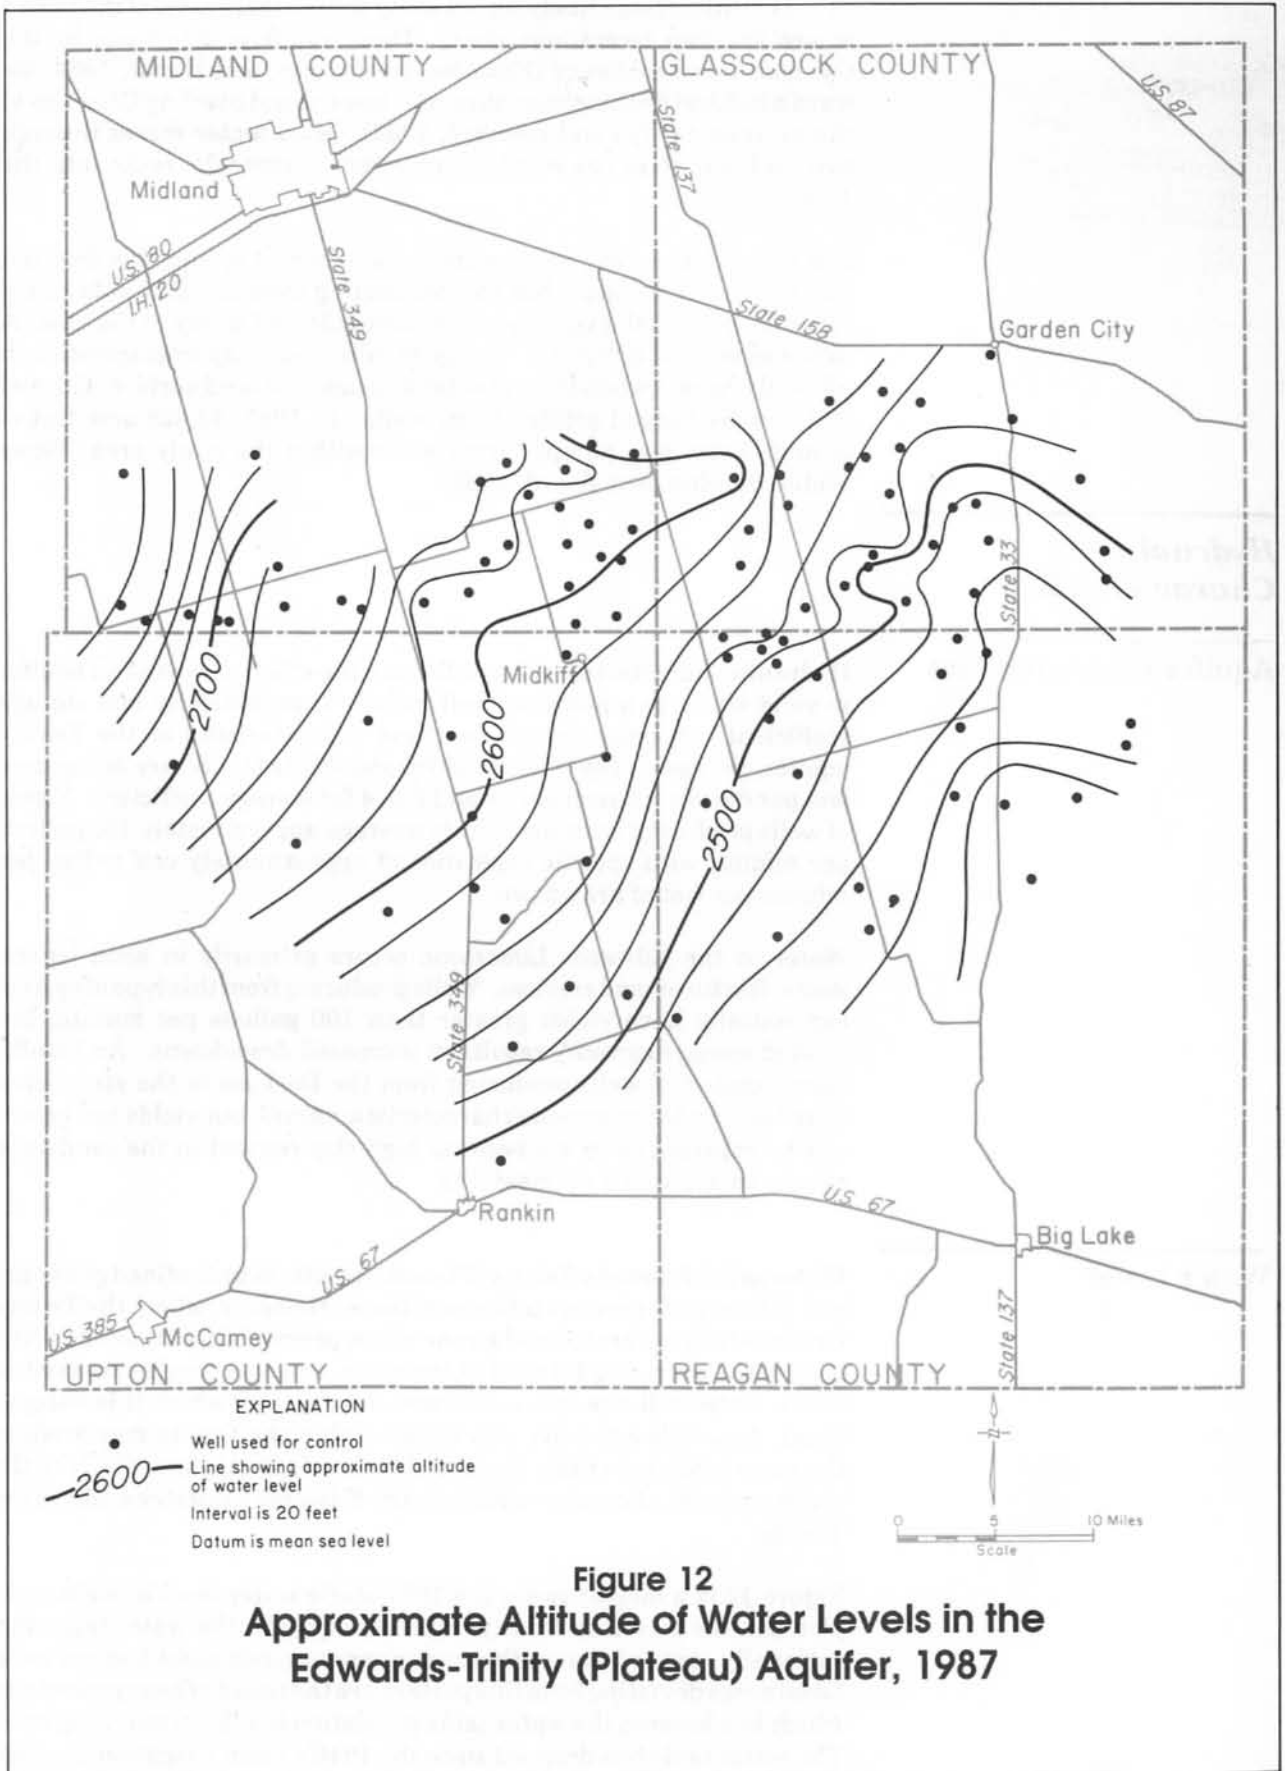 MIDLAND COUNTY
GLASSCOCK COUNTY
U.S. 87
State 137
Midland
U.S. 80
I.H. 20
State 349
State 158
Garden City
State 33
2700
Midkiff
2600
2500
State 349
Rankin
U.S. 67
Big Lake
U.S. 67
U.S. 385
McCamey
State 137
UPTON COUNTY
REAGAN COUNTY
EXPLANATION
Well used for control
2600
Line showing approximate altitude
of water level
Interval is 20 feet
Datum is mean sea level
N
0 5 10 Miles
Scale
Figure 12
Approximate Altitude of Water Levels in the
Edwards-Trinity (Plateau) Aquifer, 1987